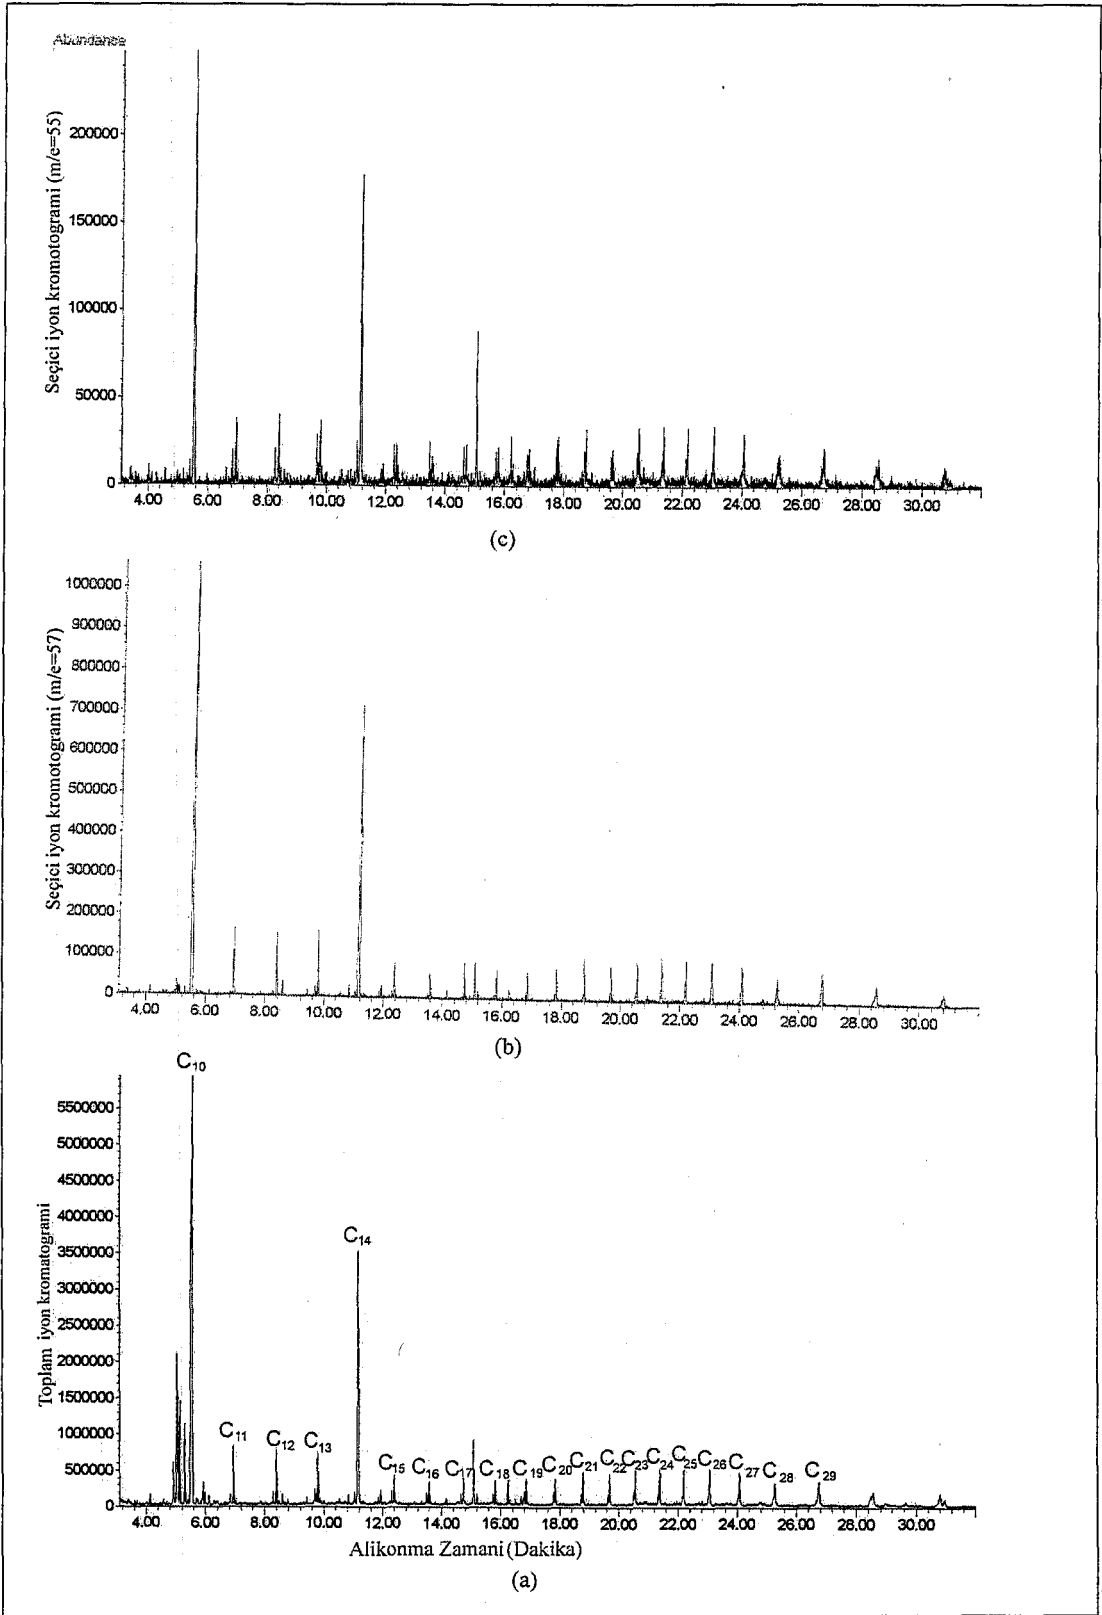 Abundance
Seçici iyon kromotogrami (m/e=55)
200000
150000
100000
50000
0
4.00 6.00 8.00 10.00 12.00 14.00 16.00 18.00 20.00 22.00 24.00 26.00 28.00 30.00
(c)
Seçici iyon kromotogrami (m/e=57)
1000000
900000
800000
700000
600000
500000
400000
300000
200000
100000
0
4.00 6.00 8.00 10.00 12.00 14.00 16.00 18.00 20.00 22.00 24.00 26.00 28.00 30.00
(b)
Toplam iyon kromatogrami
5500000
5000000
4500000
4000000
3500000
3000000
2500000
2000000
1500000
1000000
500000
0
C10
C14
C11 C12 C13
C15 C16 C17 C18 C19 C20 C21 C22 C23 C24 C25 C26 C27 C28 C29
4.00 6.00 8.00 10.00 12.00 14.00 16.00 18.00 20.00 22.00 24.00 26.00 28.00 30.00
Alikonma Zamani (Dakika)
(a)